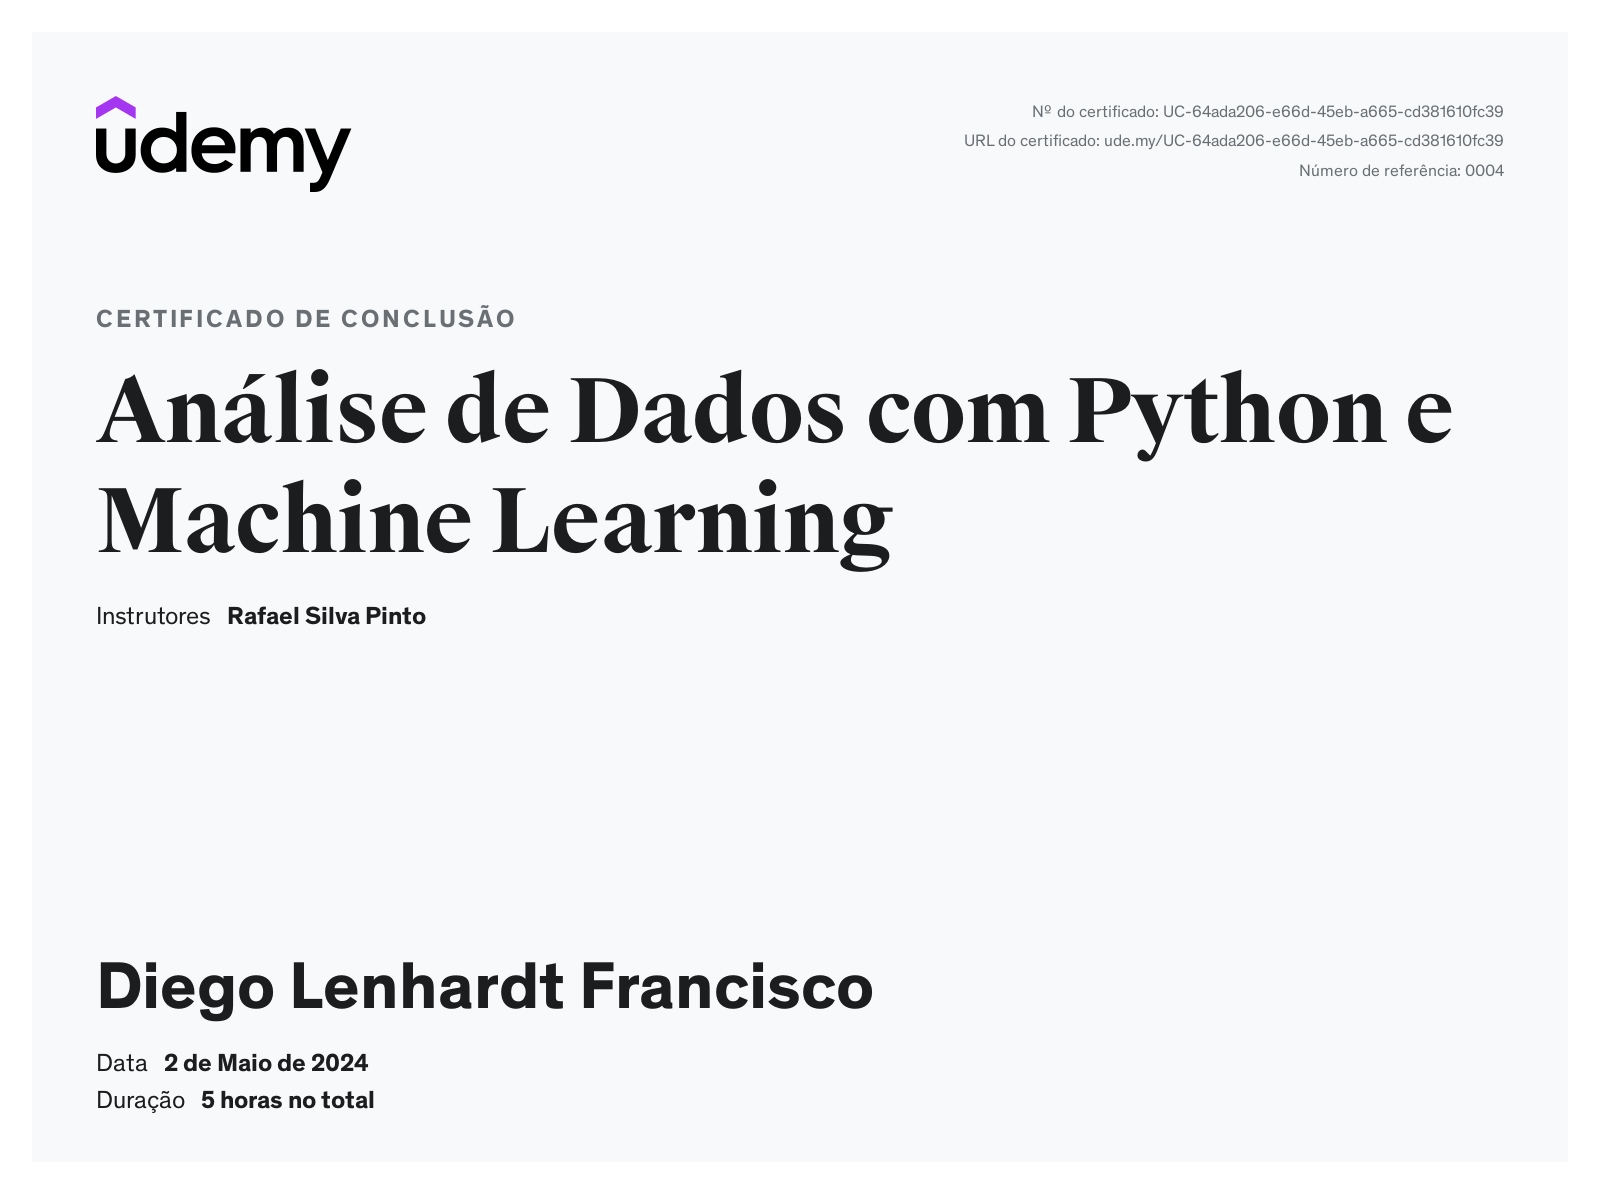 udemy
Nº do certificado: UC-64ada206-e66d-45eb-a665-cd381610fc39
URL do certificado: ude.my/UC-64ada206-e66d-45eb-a665-cd381610fc39
Número de referência: 0004
CERTIFICADO DE CONCLUSÃO
Análise de Dados com Python e
Machine Learning
Instrutores Rafael Silva Pinto
Diego Lenhardt Francisco
Data 2 de Maio de 2024
Duração 5 horas no total